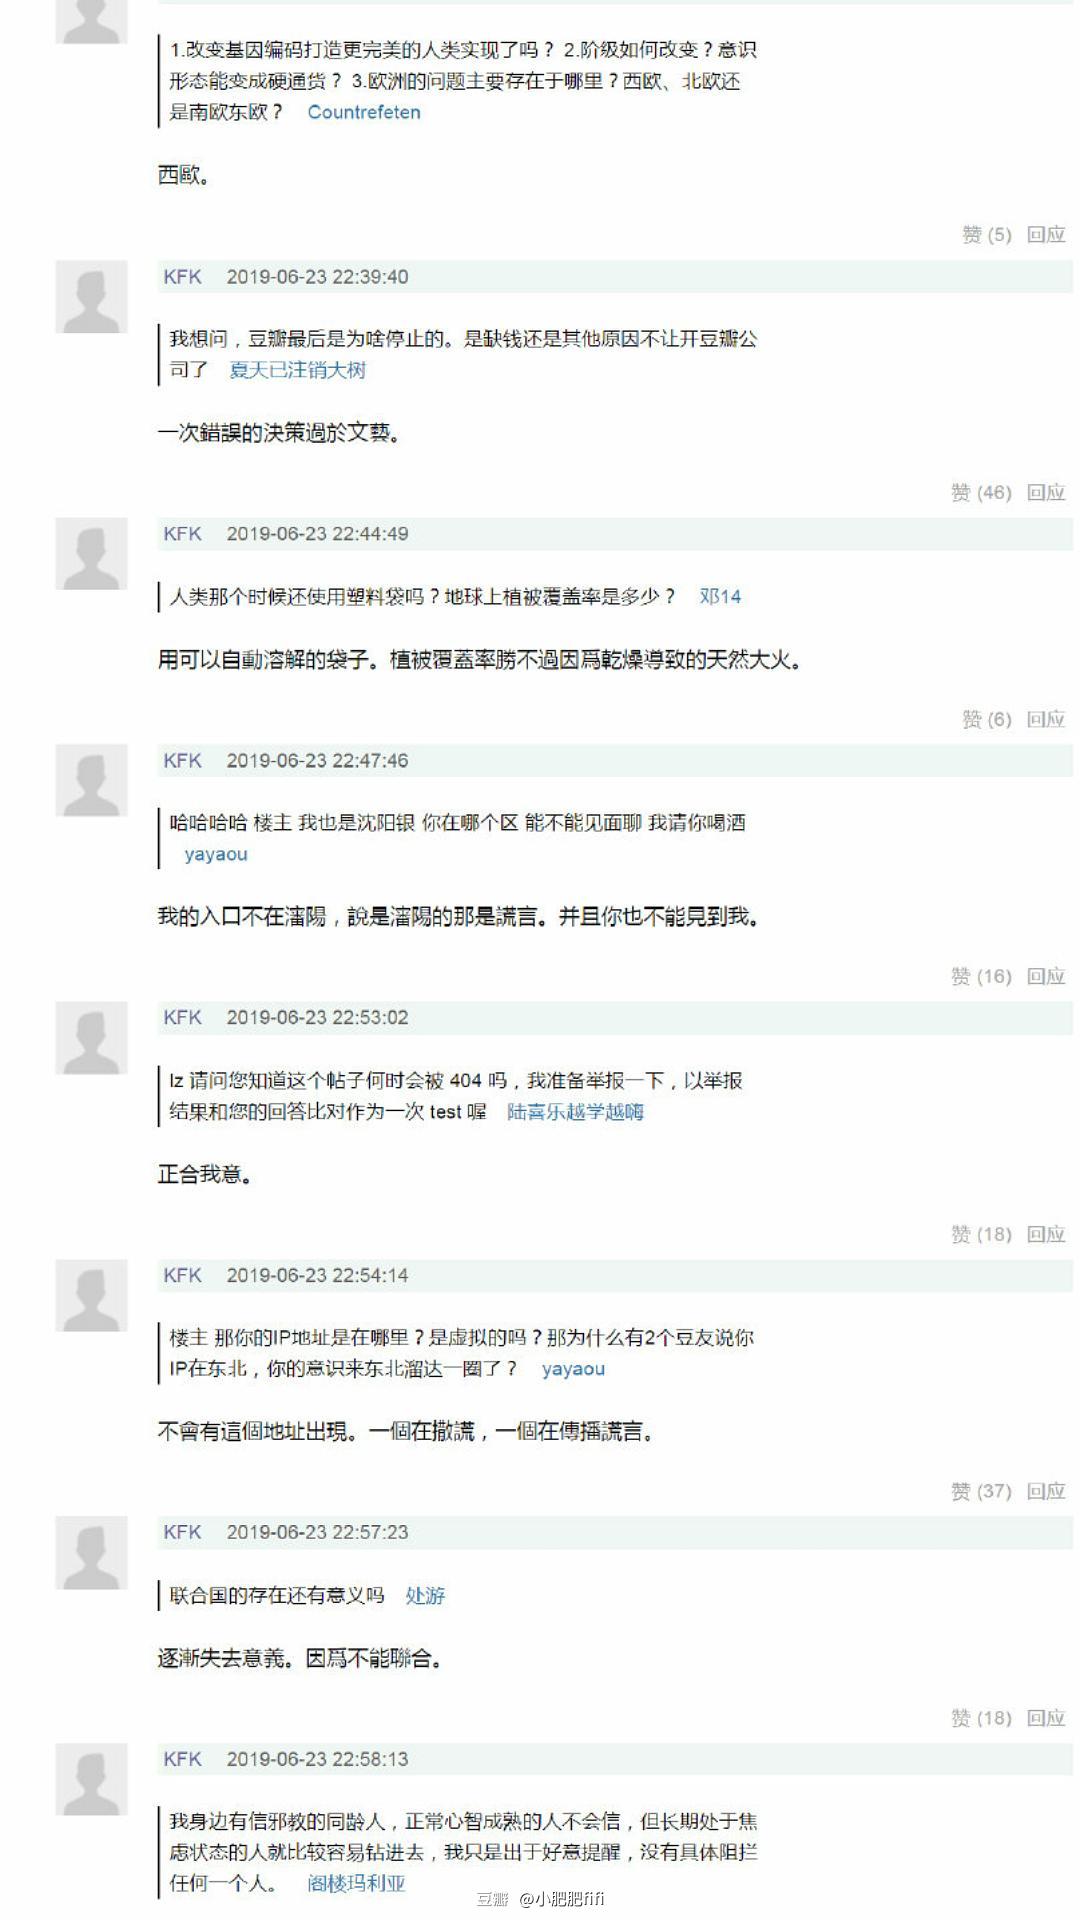 1.改变基因编码打造更完美的人类实现了吗？ 2.阶级如何改变？意识
形态能变成硬通货？ 3.欧洲的问题主要存在于哪里？西欧、北欧还
是南欧东欧？ Countrefeten
西歐。
赞 (5) 回应
KFK 2019-06-23 22:39:40
我想问，豆瓣最后是为啥停止的。是缺钱还是其他原因不让开豆瓣公
司了 夏天已注销大树
一次錯誤的決策過於文藝。
赞 (46) 回应
KFK 2019-06-23 22:44:49
人类那个时候还使用塑料袋吗？地球上植被覆盖率是多少？ 邓14
用可以自動溶解的袋子。植被覆蓋率勝不過因爲乾燥導致的天然大火。
赞 (6) 回应
KFK 2019-06-23 22:47:46
哈哈哈哈 楼主 我也是沈阳银 你在哪个区 能不能见面聊 我请你喝酒
yayaou
我的入口不在瀋陽，說是瀋陽的那是謊言。并且你也不能見到我。
赞 (16) 回应
KFK 2019-06-23 22:53:02
lz 请问您知道这个帖子何时会被 404 吗，我准备举报一下，以举报
结果和您的回答比对作为一次 test 喔 陆喜乐越学越嗨
正合我意。
赞 (18) 回应
KFK 2019-06-23 22:54:14
楼主 那你的IP地址是在哪里？是虚拟的吗？那为什么有2个豆友说你
IP在东北，你的意识来东北溜达一圈了？ yayaou
不會有這個地址出現。一個在撒謊，一個在傳播謊言。
赞 (37) 回应
KFK 2019-06-23 22:57:23
联合国的存在还有意义吗 处游
逐漸失去意義。因爲不能聯合。
赞 (18) 回应
KFK 2019-06-23 22:58:13
我身边有信邪教的同龄人，正常心智成熟的人不会信，但长期处于焦
虑状态的人就比较容易钻进去，我只是出于好意提醒，没有具体阻拦
任何一个人。 阁楼玛利亚
豆瓣 @小肥肥fifi